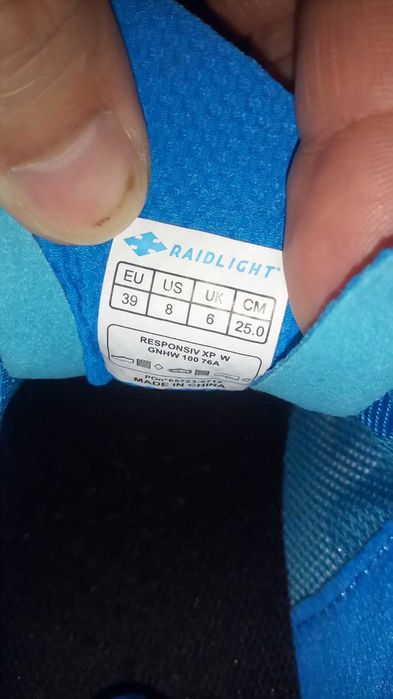 RAIDLIGHT
EU US UK CM
39 8 6 25.0
RESPONSIV XP W
GNHW 100 76A
MADE IN CHINA